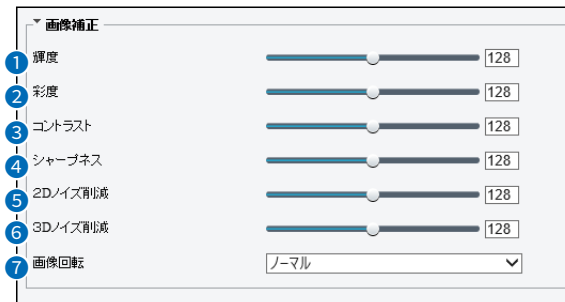 画像補正
1 輝度 128
2 彩度 128
3 コントラスト 128
4 シャープネス 128
5 2Dノイズ削減 128
6 3Dノイズ削減 128
7 画像回転 ノーマル